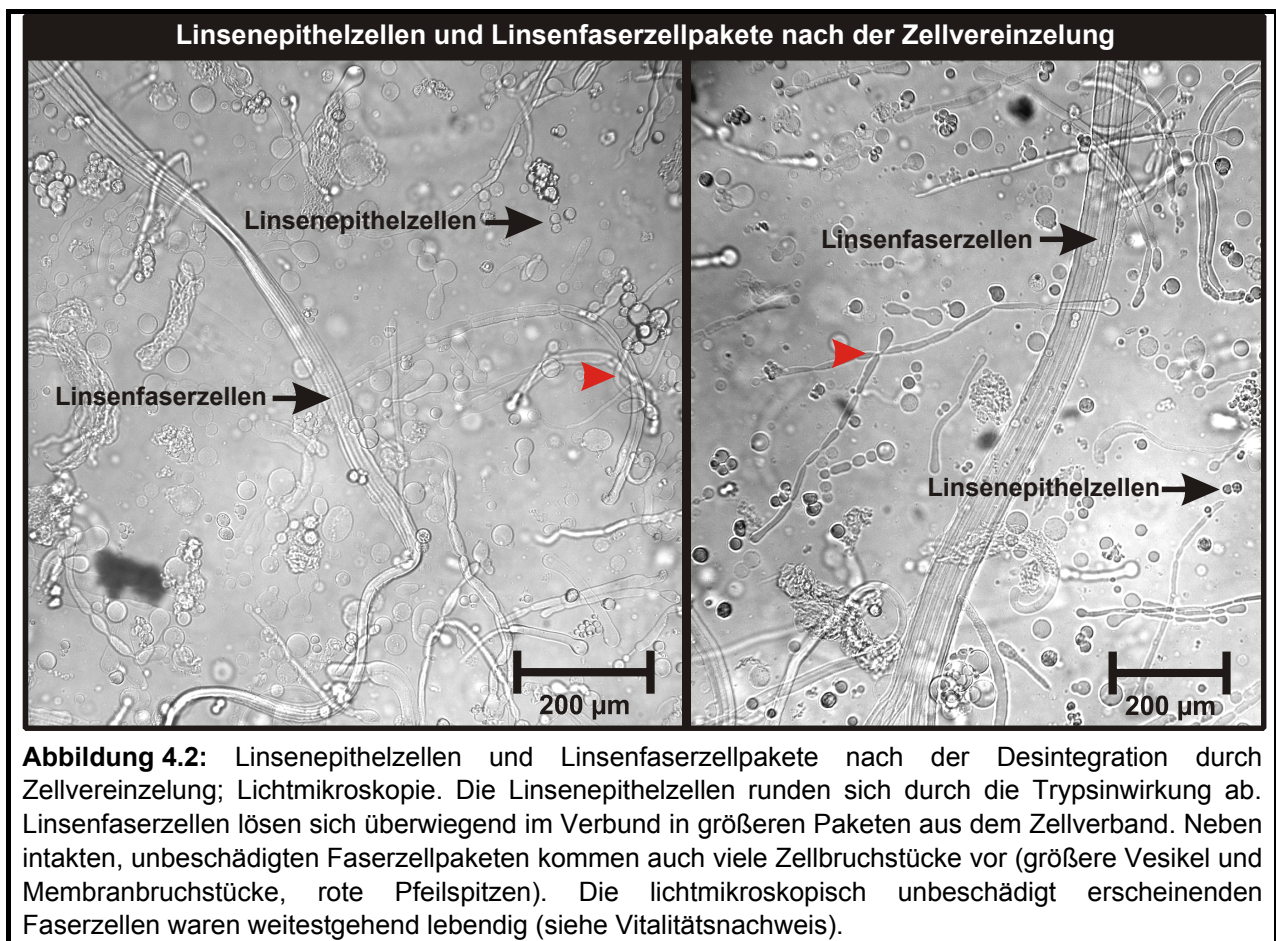 Linsenepithelzellen und Linsenfaserzellpakete nach der Zellvereinzelung
Linsenepithelzellen
Linsenfaserzellen
200 µm
Linsenfaserzellen
Linsenepithelzellen
200 µm
Abbildung 4.2: Linsenepithelzellen und Linsenfaserzellpakete nach der Desintegration durch
Zellvereinzelung; Lichtmikroskopie. Die Linsenepithelzellen runden sich durch die Trypsinwirkung ab.
Linsenfaserzellen lösen sich überwiegend im Verbund in größeren Paketen aus dem Zellverband. Neben
intakten, unbeschädigten Faserzellpaketen kommen auch viele Zellbruchstücke vor (größere Vesikel und
Membranbruchstücke, rote Pfeilspitzen). Die lichtmikroskopisch unbeschädigt erscheinenden
Faserzellen waren weitestgehend lebendig (siehe Vitalitätsnachweis).